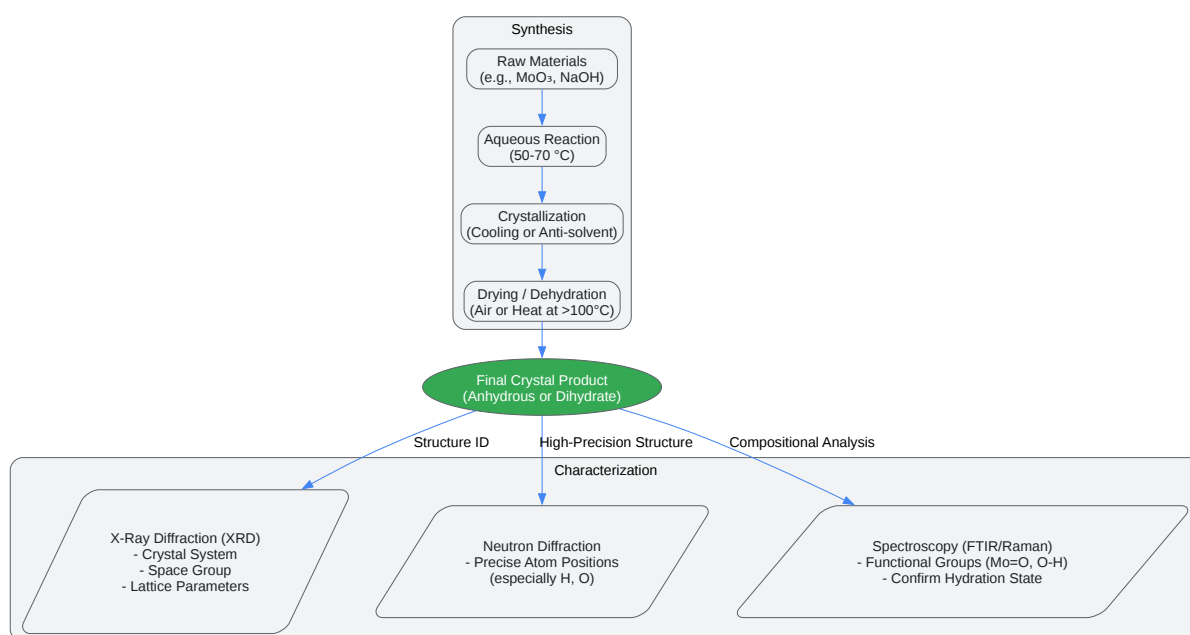 Synthesis
Raw Materials
(e.g., MoO₃, NaOH)
Aqueous Reaction
(50-70 °C)
Crystallization
(Cooling or Anti-solvent)
Drying / Dehydration
(Air or Heat at >100°C)
Final Crystal Product
(Anhydrous or Dihydrate)
Structure ID
High-Precision Structure
Compositional Analysis
Characterization
X-Ray Diffraction (XRD)
- Crystal System
- Space Group
- Lattice Parameters
Neutron Diffraction
- Precise Atom Positions
(especially H, O)
Spectroscopy (FTIR/Raman)
- Functional Groups (Mo=O, O-H)
- Confirm Hydration State